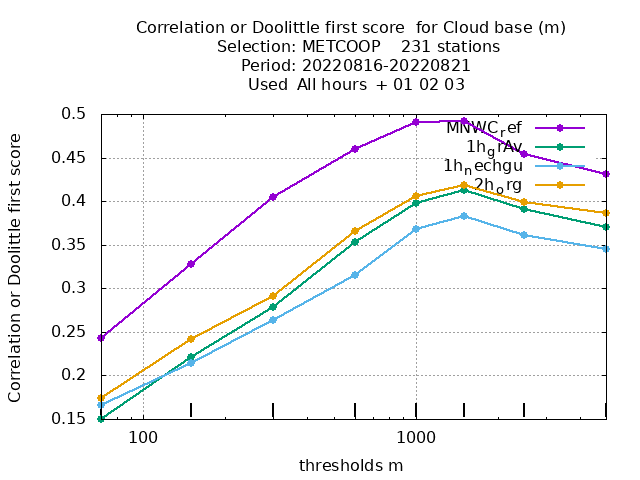 Correlation or Doolittle first score for Cloud base (m)
Selection: METCOOP 231 stations
Period: 20220816-20220821
Used All hours + 01 02 03
Correlation or Doolittle first score
0.5
0.45
0.4
0.35
0.3
0.25
0.2
0.15
MNWC_ref
1h_grAv
1h_nechgu
2h_org
100
1000
thresholds m